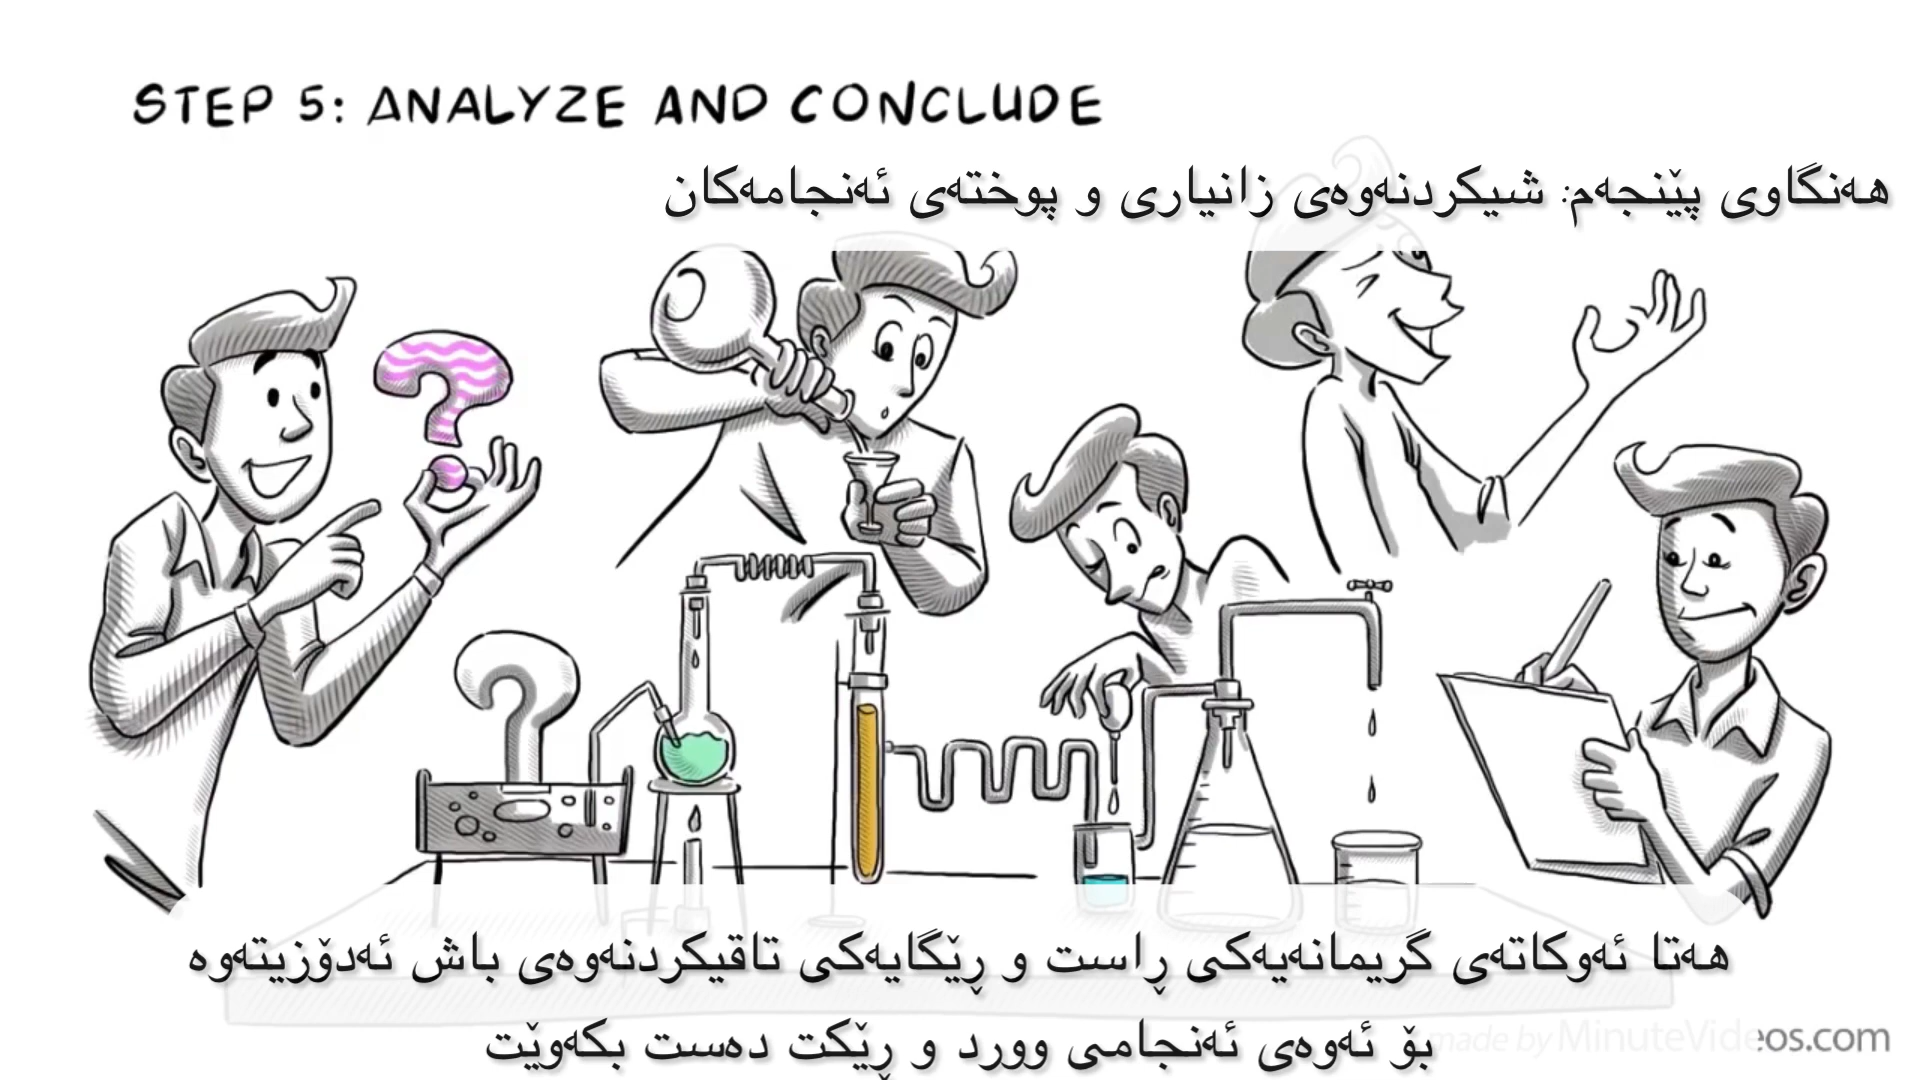 STEP 5: ANALYZE AND CONCLUDE
هەنگاوی پێنجەم: شیکردنەوەی زانیاری و پوختەی ئەنجامەکان
هەتا ئەوکاتەی گریمانەیەکی ڕاست و ڕێگایەکی تاقیکردنەوەی باش ئەدۆزیتەوە
بۆ ئەوەی ئەنجامی وورد و ڕێکت دەست بکەوێت
made by MinuteVideos.com